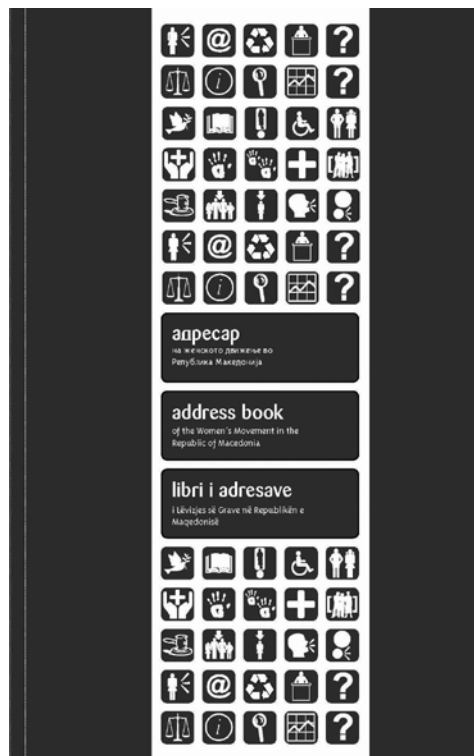 адресар
на женското движење во
Република Македонија
address book
of the Women's Movement in the
Republic of Macedonia
libri i adresave
i Lëvizjes së Grave në Republikën e
Maqedonisë